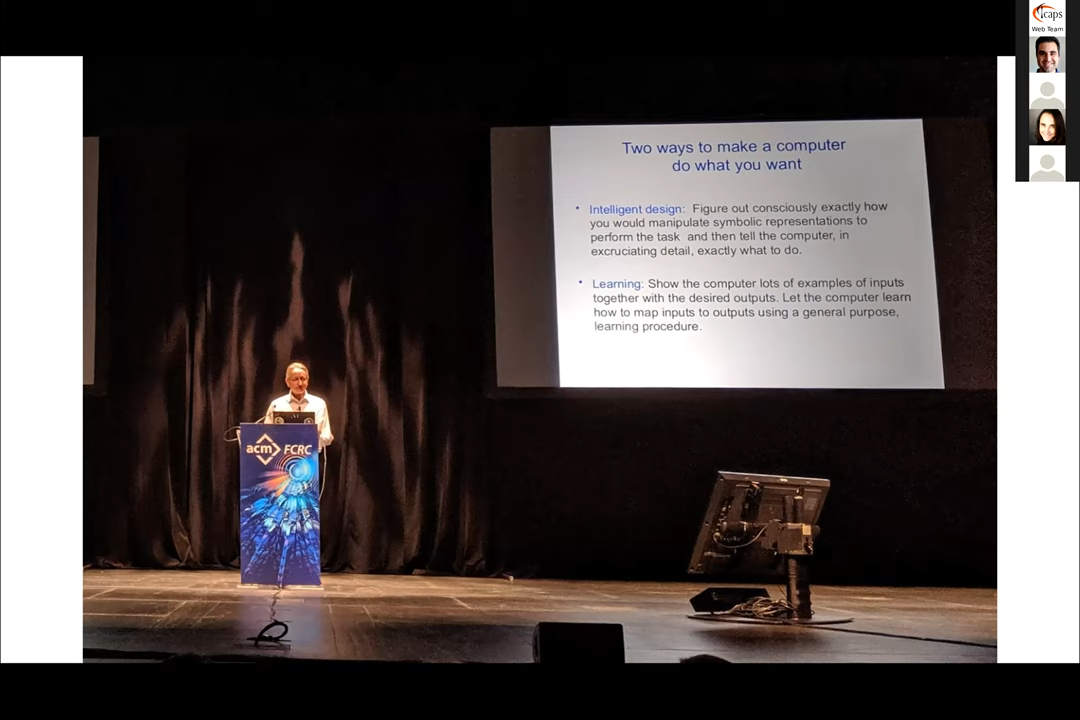 icaps
Web Team
Two ways to make a computer
do what you want
• Intelligent design: Figure out consciously exactly how
you would manipulate symbolic representations to
perform the task and then tell the computer, in
excruciating detail, exactly what to do.
• Learning: Show the computer lots of examples of inputs
together with the desired outputs. Let the computer learn
how to map inputs to outputs using a general purpose,
learning procedure.
acm FCRC